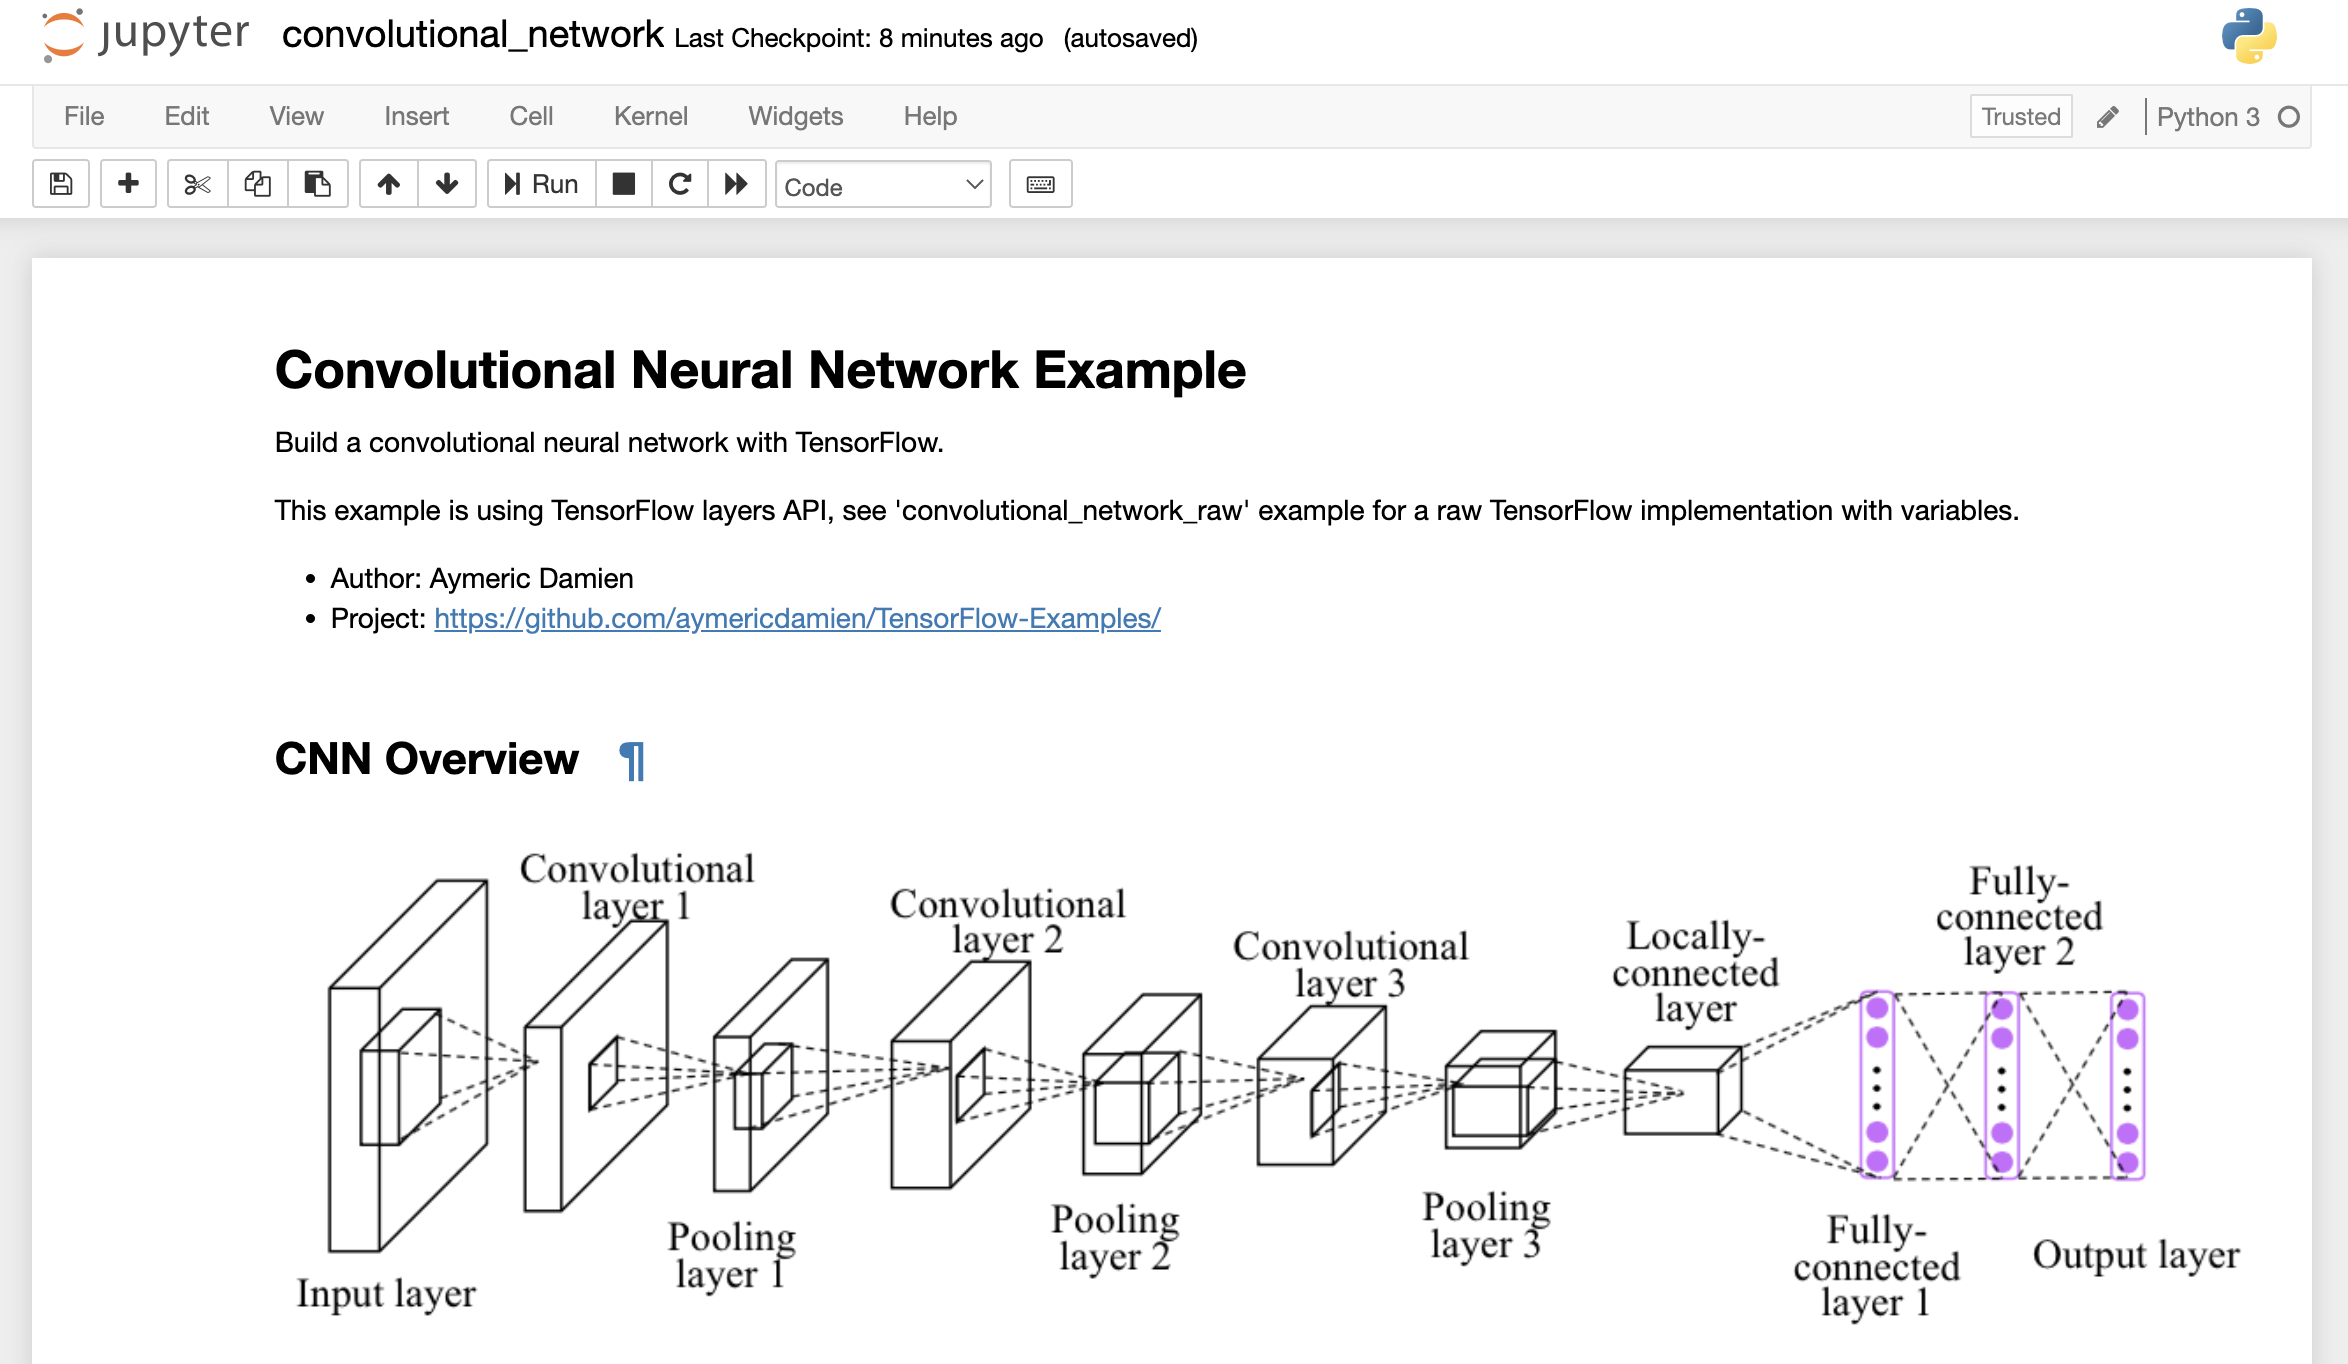 jupyter convolutional_network Last Checkpoint: 8 minutes ago (autosaved)
File Edit View Insert Cell Kernel Widgets Help Trusted Python 3
Run Code
Convolutional Neural Network Example
Build a convolutional neural network with TensorFlow.
This example is using TensorFlow layers API, see 'convolutional_network_raw' example for a raw TensorFlow implementation with variables.
• Author: Aymeric Damien
• Project: https://github.com/aymericdamien/TensorFlow-Examples/
CNN Overview ¶
Convolutional
layer 1
Convolutional
layer 2
Convolutional
layer 3
Locally-
connected
layer
Fully-
connected
layer 2
Input layer
Pooling
layer 1
Pooling
layer 2
Pooling
layer 3
Fully-
connected
layer 1
Output layer